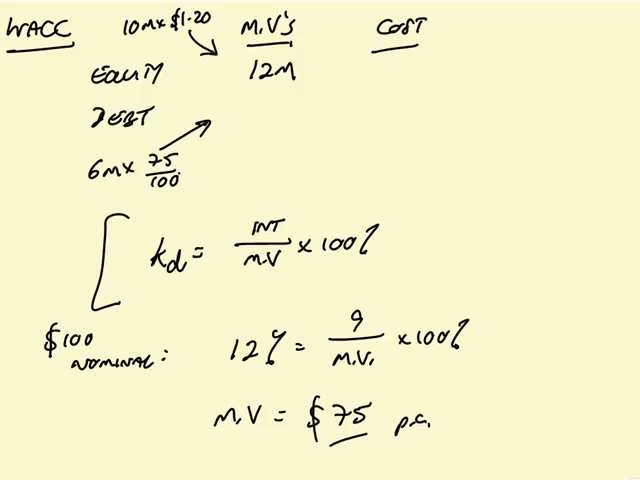 WACC 10m x $1.20 M.V's COST
EQUITY 12M
DEBT
6m x 75/100
kd = INT/M.V x 100%
$100 NOMINAL: 12% = 9/M.V. x 100%
M.V = $75 p.c.